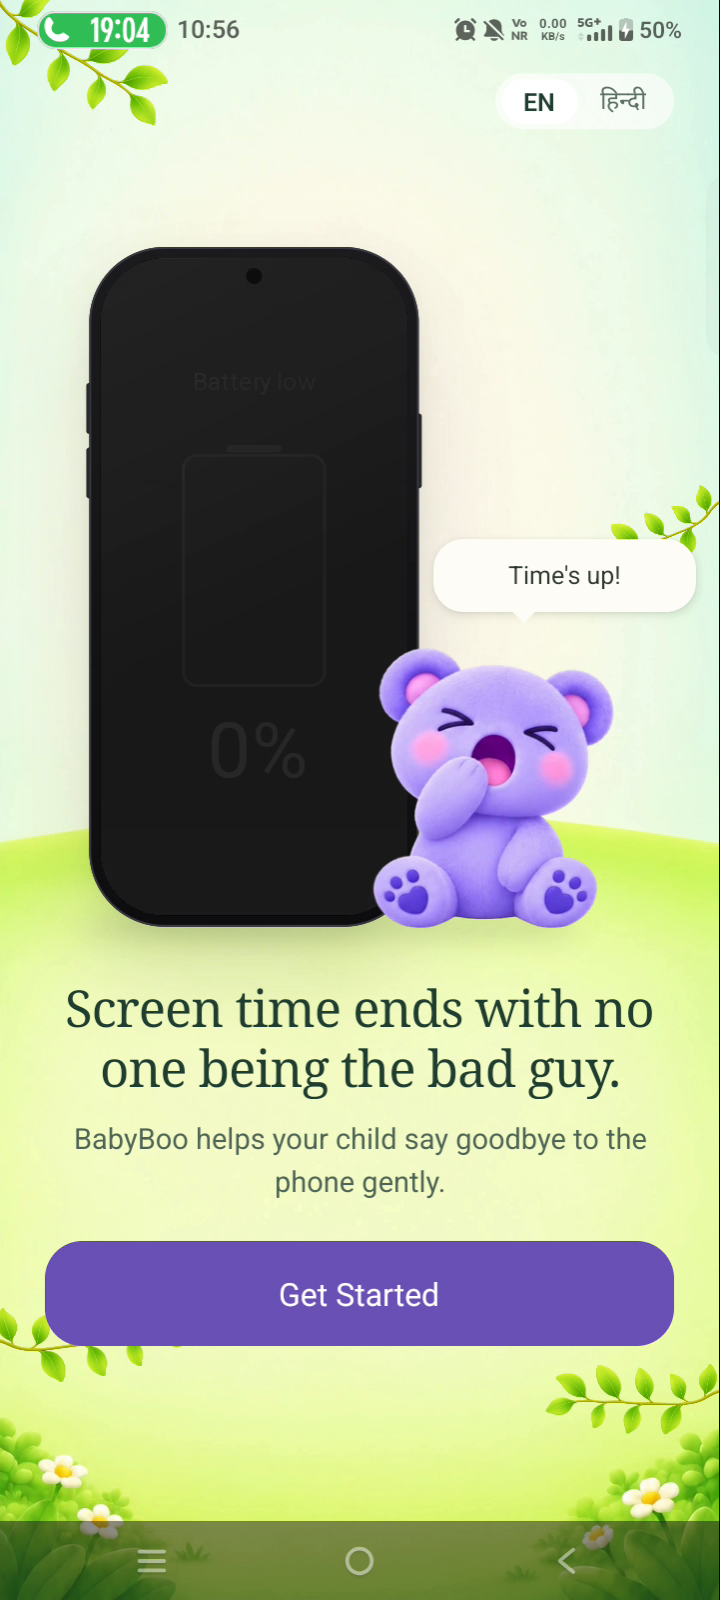 19:04 10:56 Vo NR 0.00 KB/s 5G+ 50%
EN हिन्दी
Battery low
Time's up!
0%
Screen time ends with no
one being the bad guy.
BabyBoo helps your child say goodbye to the
phone gently.
Get Started